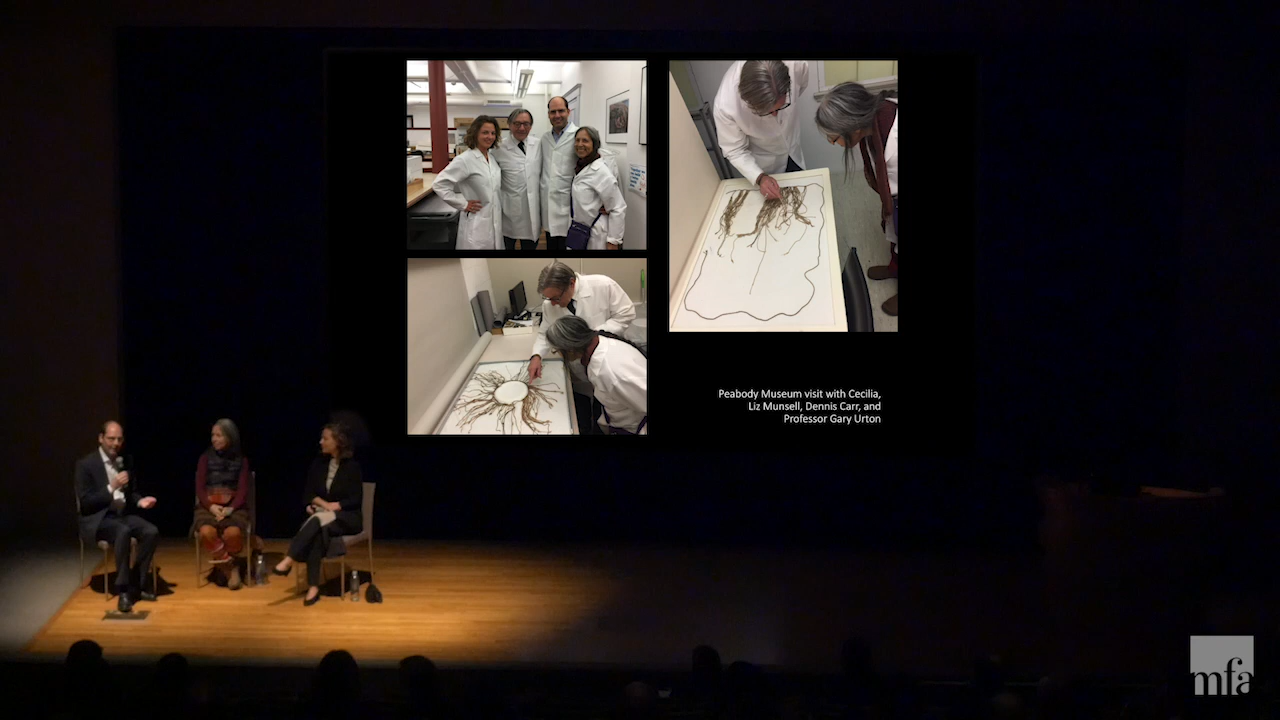 Peabody Museum visit with Cecilia,
Liz Munsell, Dennis Carr, and
Professor Gary Urton
mfa